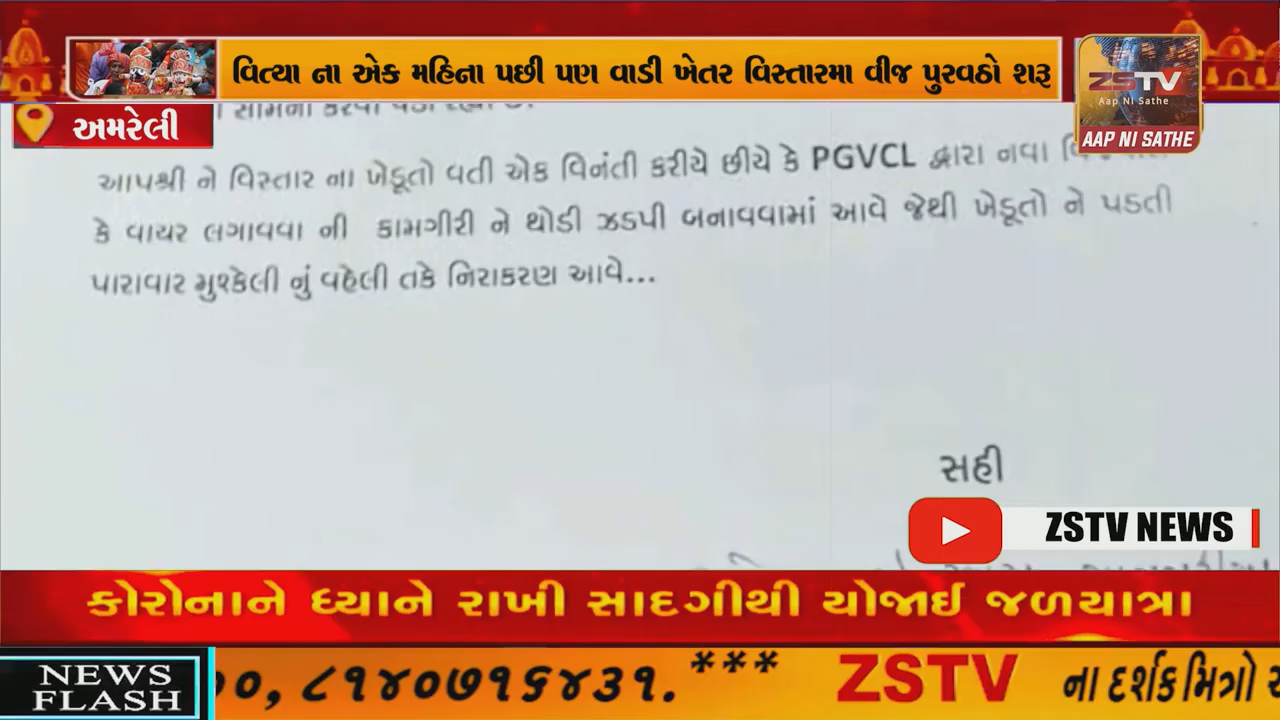 વિત્યા ના એક મહિના પછી પણ વાડી ખેતર વિસ્તારમા વીજ પુરવઠો શરૂ
ZSTV
Aap Ni Sathe
AAP NI SATHE
અમરેલી
આપશ્રી ને વિસ્તાર ના ખેડૂતો વતી એક વિનંતી કરીયે છીયે કે PGVCL દ્વારા નવા
કે વાયર લગાવવા ની કામગીરી ને થોડી ઝડપી બનાવવામાં આવે જેથી ખેડૂતો ને પડતી
પારાવાર મુશ્કેલી નું વહેલી તકે નિરાકરણ આવે...
સહી
ZSTV NEWS
કોરોનાને ધ્યાને રાખી સાદગીથી યોજાઈ જળયાત્રા
NEWS FLASH
૦, ૮૧૪૦૭૧૬૪૩૧. *** ZSTV ના દર્શક મિત્રો